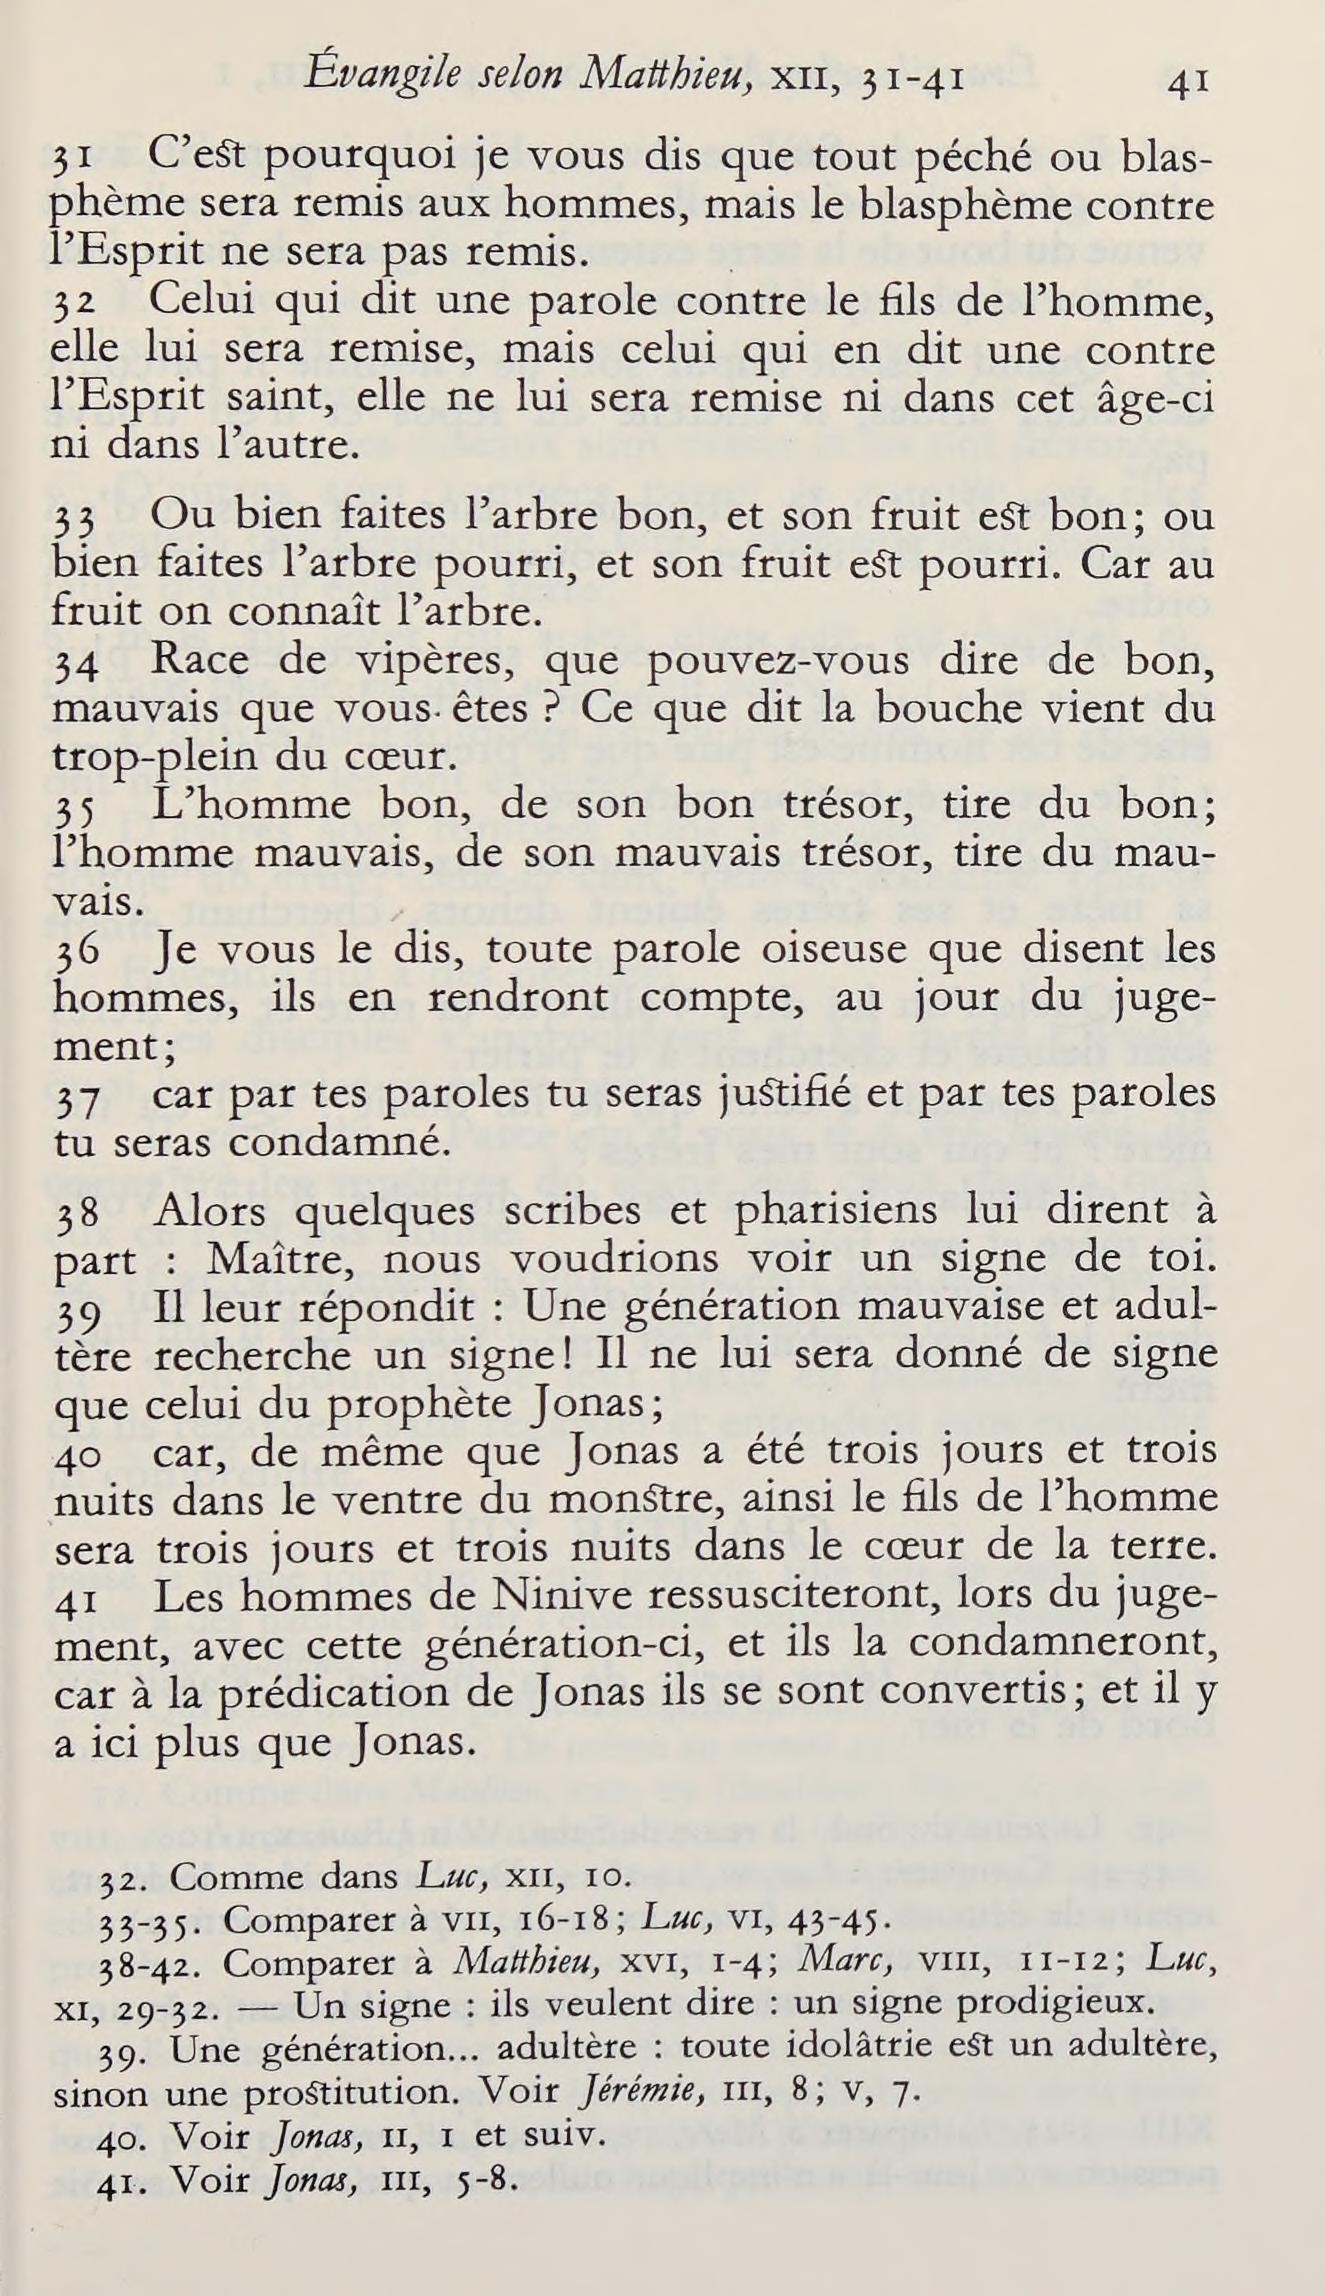 Évangile selon Matthieu, XII, 31-41 41
31 C'est pourquoi je vous dis que tout péché ou blas-
phème sera remis aux hommes, mais le blasphème contre
l'Esprit ne sera pas remis.
32 Celui qui dit une parole contre le fils de l'homme,
elle lui sera remise, mais celui qui en dit une contre
l'Esprit saint, elle ne lui sera remise ni dans cet âge-ci
ni dans l'autre.
33 Ou bien faites l'arbre bon, et son fruit est bon; ou
bien faites l'arbre pourri, et son fruit est pourri. Car au
fruit on connaît l'arbre.
34 Race de vipères, que pouvez-vous dire de bon,
mauvais que vous êtes ? Ce que dit la bouche vient du
trop-plein du cœur.
35 L'homme bon, de son bon trésor, tire du bon;
l'homme mauvais, de son mauvais trésor, tire du mau-
vais.
36 Je vous le dis, toute parole oiseuse que disent les
hommes, ils en rendront compte, au jour du juge-
ment;
37 car par tes paroles tu seras justifié et par tes paroles
tu seras condamné.
38 Alors quelques scribes et pharisiens lui dirent à
part : Maître, nous voudrions voir un signe de toi.
39 Il leur répondit : Une génération mauvaise et adul-
tère recherche un signe! Il ne lui sera donné de signe
que celui du prophète Jonas;
40 car, de même que Jonas a été trois jours et trois
nuits dans le ventre du monstre, ainsi le fils de l'homme
sera trois jours et trois nuits dans le cœur de la terre.
41 Les hommes de Ninive ressusciteront, lors du juge-
ment, avec cette génération-ci, et ils la condamneront,
car à la prédication de Jonas ils se sont convertis; et il y
a ici plus que Jonas.
32. Comme dans Luc, XII, 10.
33-35. Comparer à VII, 16-18; Luc, VI, 43-45.
38-42. Comparer à Matthieu, XVI, 1-4; Marc, VIII, 11-12; Luc,
XI, 29-32. — Un signe : ils veulent dire : un signe prodigieux.
39. Une génération... adultère : toute idolâtrie est un adultère,
sinon une prostitution. Voir Jérémie, III, 8; V, 7.
40. Voir Jonas, II, 1 et suiv.
41. Voir Jonas, III, 5-8.